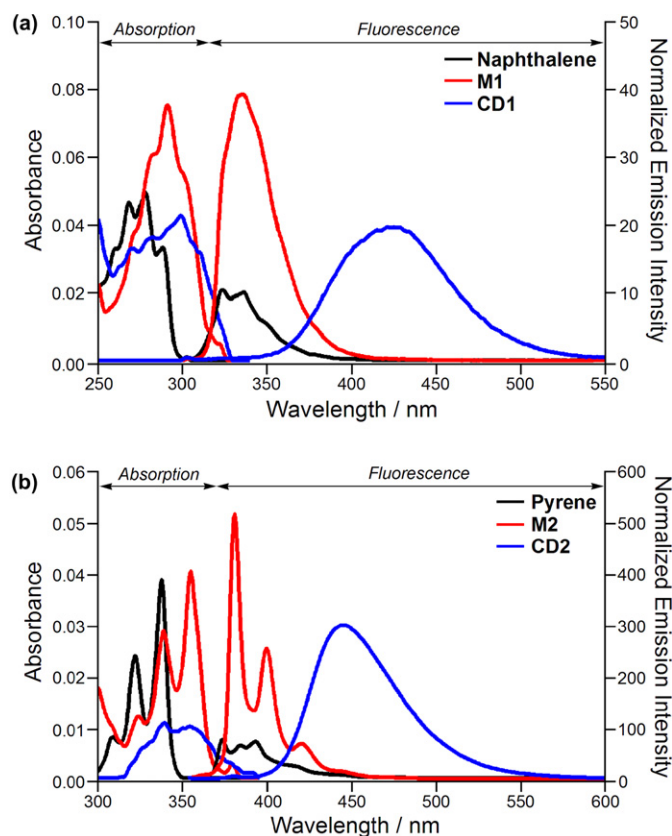 (a)
Absorption
Fluorescence
Naphthalene
M1
CD1
0.10
0.08
0.06
0.04
0.02
0.00
Absorbance
50
40
30
20
10
0
Normalized Emission Intensity
250 300 350 400 450 500 550
Wavelength / nm
(b)
Absorption
Fluorescence
Pyrene
M2
CD2
0.06
0.05
0.04
0.03
0.02
0.01
0.00
Absorbance
600
500
400
300
200
100
0
Normalized Emission Intensity
300 350 400 450 500 550 600
Wavelength / nm